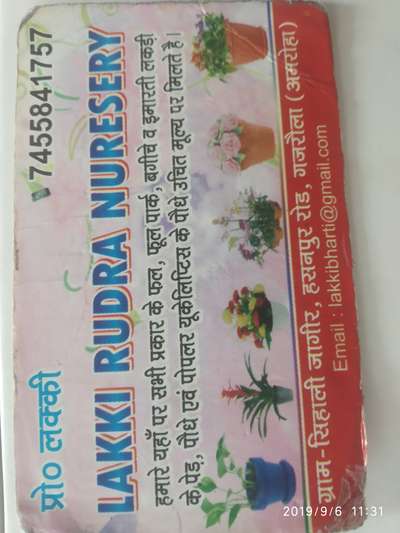 प्रो० लक्की
7455841757
LAKKI RUDRA NURESERY
हमारे यहाँ पर सभी प्रकार के फल, फूल पार्क, बगीचे व इमारती लकड़ी
के पेड़, पौधे एवं पोपलर यूकेलिप्टिस के पौधे उचित मूल्य पर मिलते है।
ग्राम-सिहाली जागीर, हसनपुर रोड, गजरौला (अमरोहा)
Email : lakkibharti@gmail.com
2019/9/6 11:31